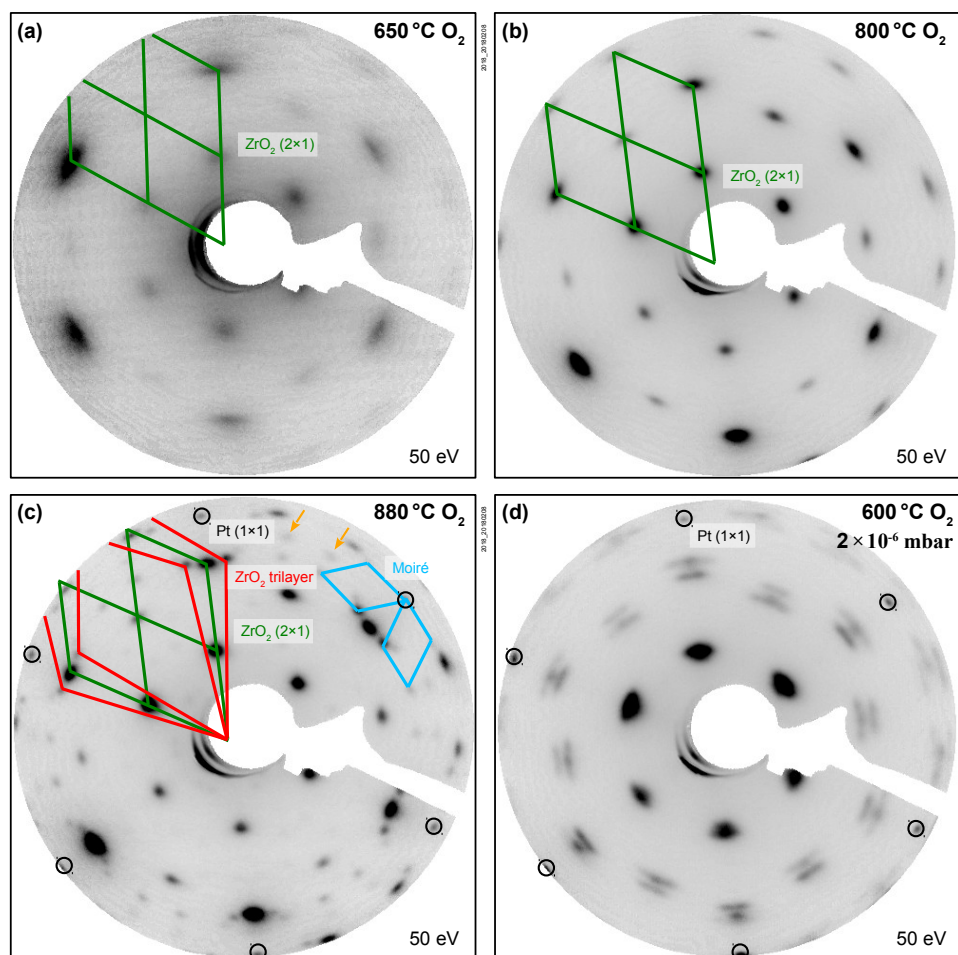 (a)
650 °C O₂
ZrO₂ (2×1)
50 eV
2018_20180208
(b)
800 °C O₂
ZrO₂ (2×1)
50 eV
(c)
880 °C O₂
Pt (1×1)
ZrO₂ trilayer
Moiré
ZrO₂ (2×1)
50 eV
2018_20180208
(d)
600 °C O₂
2 × 10⁻⁶ mbar
Pt (1×1)
50 eV